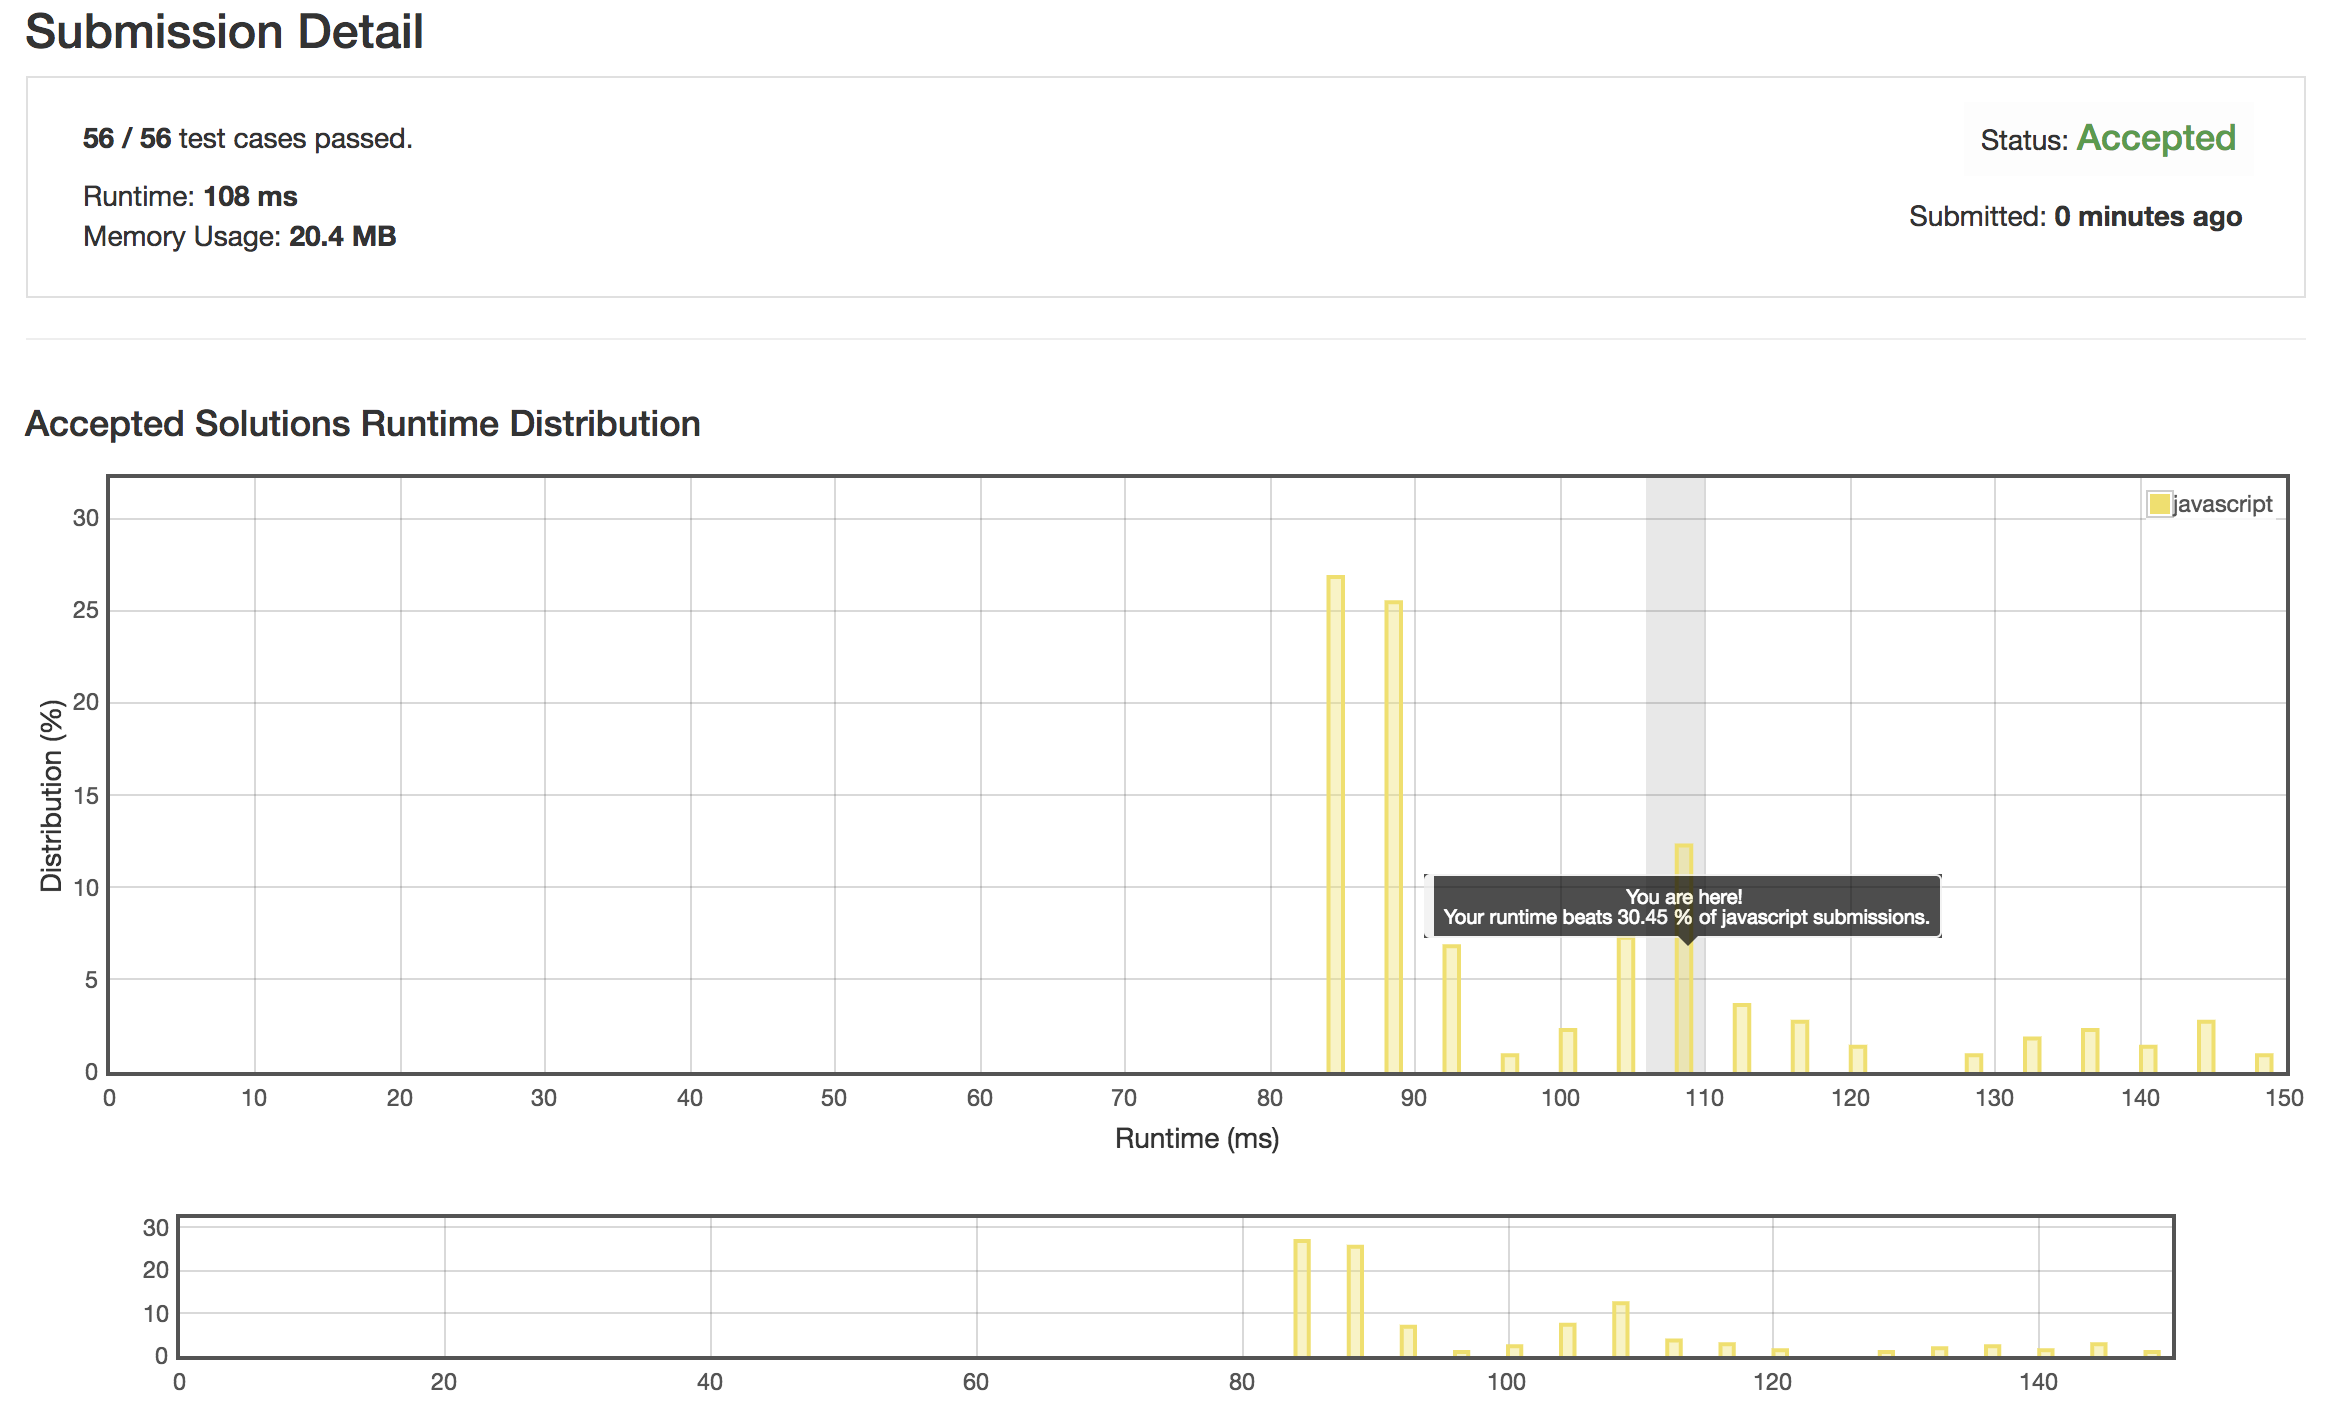 Submission Detail
56 / 56 test cases passed.
Status: Accepted
Runtime: 108 ms
Memory Usage: 20.4 MB
Submitted: 0 minutes ago
Accepted Solutions Runtime Distribution
javascript
30
25
20
15
10
5
0
Distribution (%)
You are here!
Your runtime beats 30.45 % of javascript submissions.
0 10 20 30 40 50 60 70 80 90 100 110 120 130 140 150
Runtime (ms)
30
20
10
0
0 20 40 60 80 100 120 140